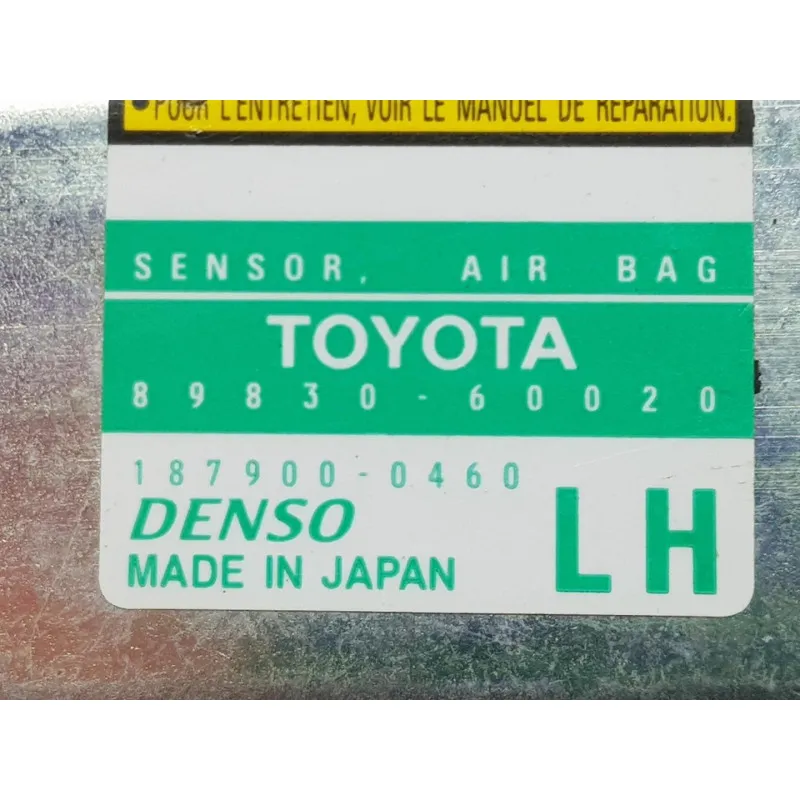 •POUR L'ENTRETIEN, VOIR LE MANUEL DE REPARATION.
SENSOR, AIR BAG
TOYOTA
89830-60020
187900-0460
DENSO
MADE IN JAPAN
LH